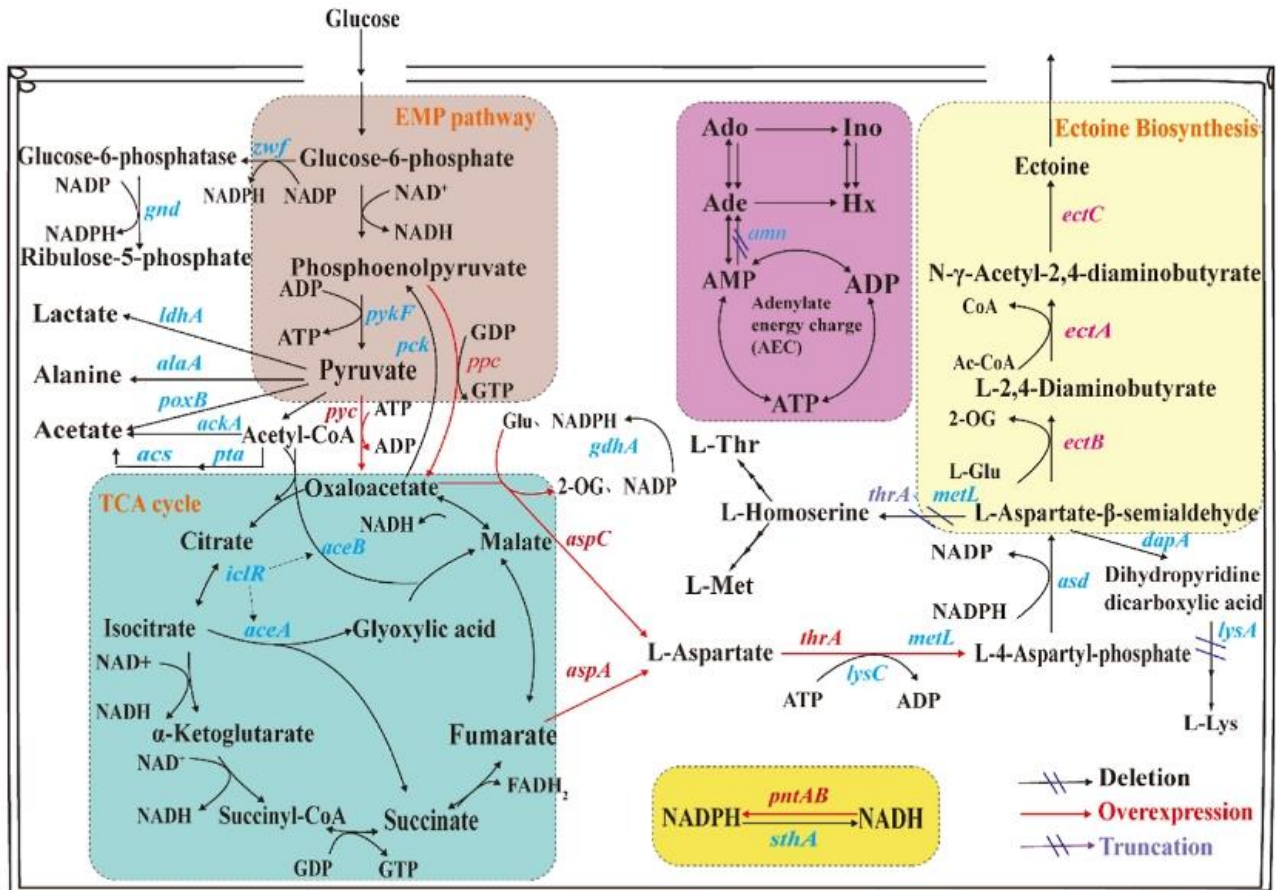 Glucose
EMP pathway
Glucose-6-phosphatase
zwf
Glucose-6-phosphate
NADP
NADPH
NADP
gnd
NADPH
Ribulose-5-phosphate
NAD⁺
NADH
Phosphoenolpyruvate
ADP
pykF
ATP
pck
ppc
GDP
GTP
Lactate
ldhA
Alanine
alaA
Pyruvate
poxB
Acetate
ackA
Acetyl-CoA
acs
pta
pyc
ATP
ADP
Glu、NADPH
gdhA
2-OG、NADP
TCA cycle
Oxaloacetate
NADH
Citrate
aceB
Malate
iclR
Isocitrate
aceA
Glyoxylic acid
NAD+
NADH
α-Ketoglutarate
NAD⁺
NADH
Succinyl-CoA
Succinate
GDP
GTP
Fumarate
FADH₂
aspC
aspA
L-Aspartate
thrA
metL
lysC
ATP
ADP
L-4-Aspartyl-phosphate
Ado
Ino
Ade
Hx
amn
AMP
ADP
Adenylate
energy charge
(AEC)
ATP
L-Thr
L-Homoserine
L-Met
thrA
metL
L-Aspartate-β-semialdehyde
NADP
NADPH
asd
dapA
Dihydropyridine
dicarboxylic acid
lysA
L-Lys
Ectoine Biosynthesis
Ectoine
ectC
N-γ-Acetyl-2,4-diaminobutyrate
CoA
ectA
Ac-CoA
L-2,4-Diaminobutyrate
2-OG
ectB
L-Glu
NADPH
pntAB
sthA
NADH
Deletion
Overexpression
Truncation